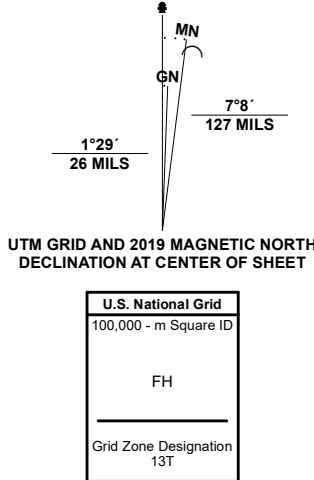 MN
GN
7°8´
127 MILS
1°29´
26 MILS
UTM GRID AND 2019 MAGNETIC NORTH
DECLINATION AT CENTER OF SHEET
U.S. National Grid
100,000 - m Square ID
FH
Grid Zone Designation
13T